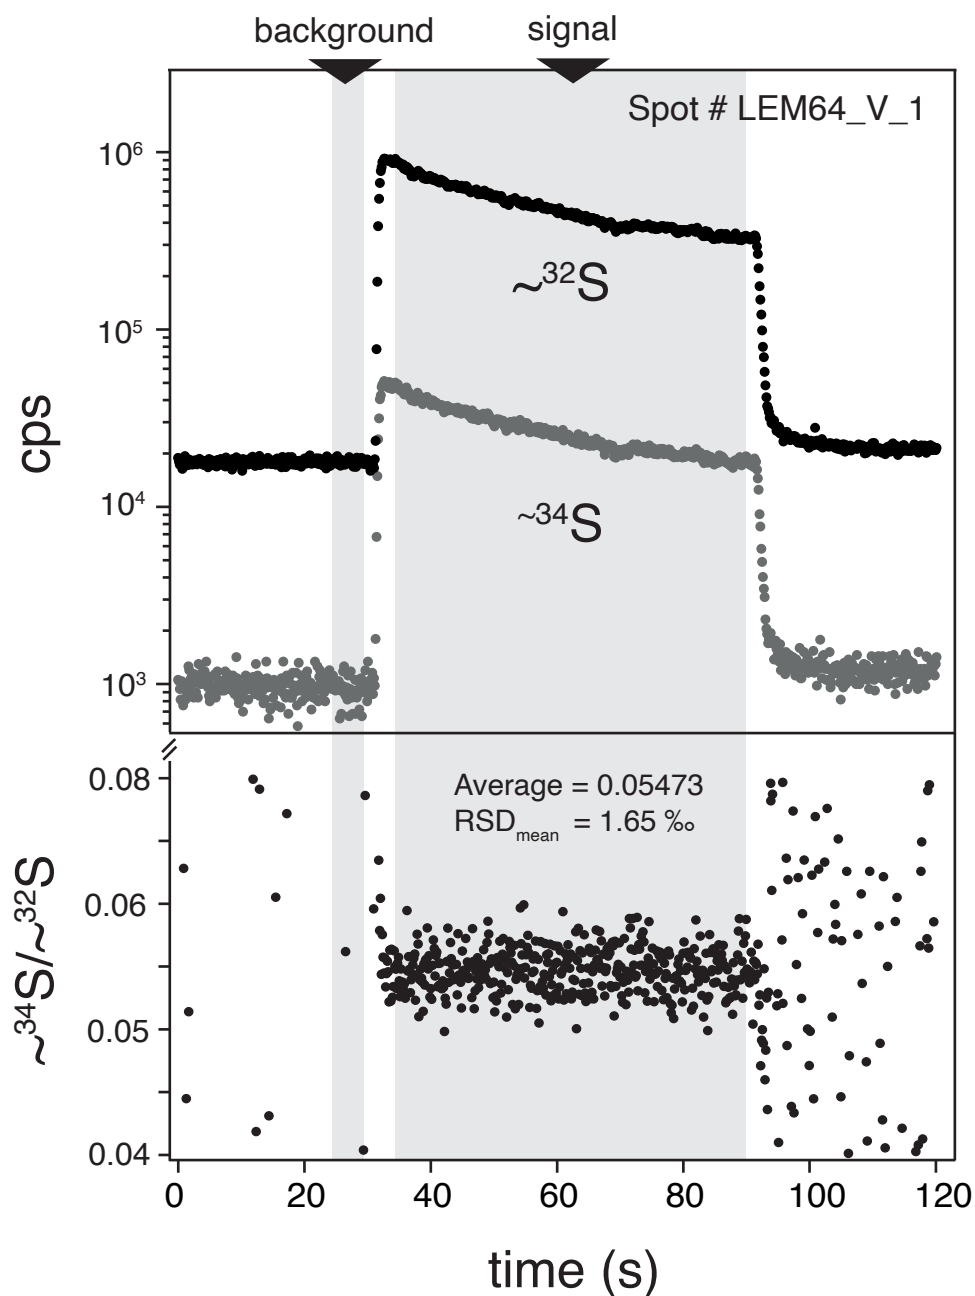 background signal
Spot # LEM64_V_1
10⁶
~³²S
10⁵
cps
10⁴
~³⁴S
10³
0.08
Average = 0.05473
RSDmean = 1.65 ‰
0.06
~³⁴S/~³²S
0.05
0.04
0 20 40 60 80 100 120
time (s)